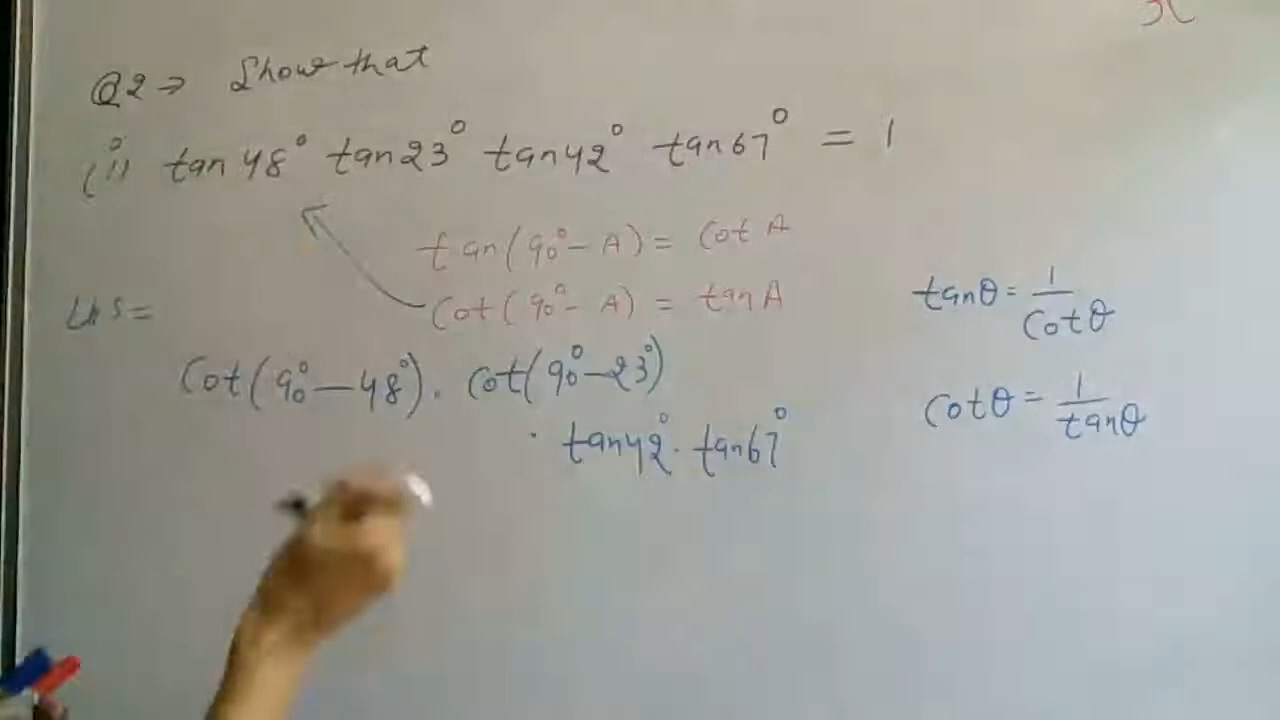 Q2⇒ Show that
(i) tan 48° tan 23° tan 42° tan 67° = 1
tan(90° − A) = Cot A
Cot(90° − A) = tan A
LHS =
Cot(90° − 48°) . Cot(90° − 23°)
. tan 42° . tan 67°
tanθ = 1/Cotθ
Cotθ = 1/tanθ